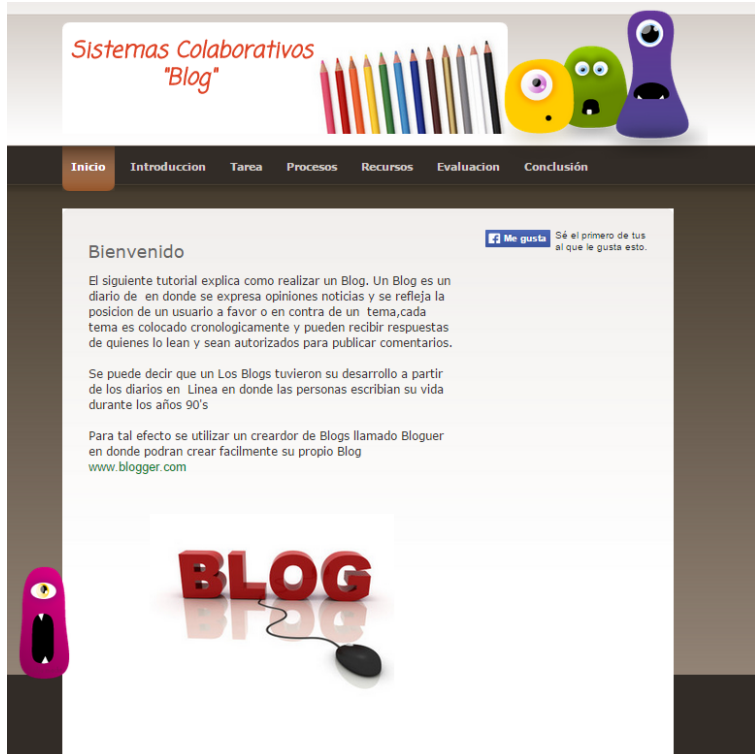 Sistemas Colaborativos
"Blog"
Inicio Introduccion Tarea Procesos Recursos Evaluacion Conclusión
Me gusta
Sé el primero de tus
al que le gusta esto.
Bienvenido
El siguiente tutorial explica como realizar un Blog. Un Blog es un
diario de en donde se expresa opiniones noticias y se refleja la
posicion de un usuario a favor o en contra de un tema,cada
tema es colocado cronologicamente y pueden recibir respuestas
de quienes lo lean y sean autorizados para publicar comentarios.
Se puede decir que un Los Blogs tuvieron su desarrollo a partir
de los diarios en Linea en donde las personas escribian su vida
durante los años 90's
Para tal efecto se utilizar un creardor de Blogs llamado Bloguer
en donde podran crear facilmente su propio Blog
www.blogger.com
BLOG